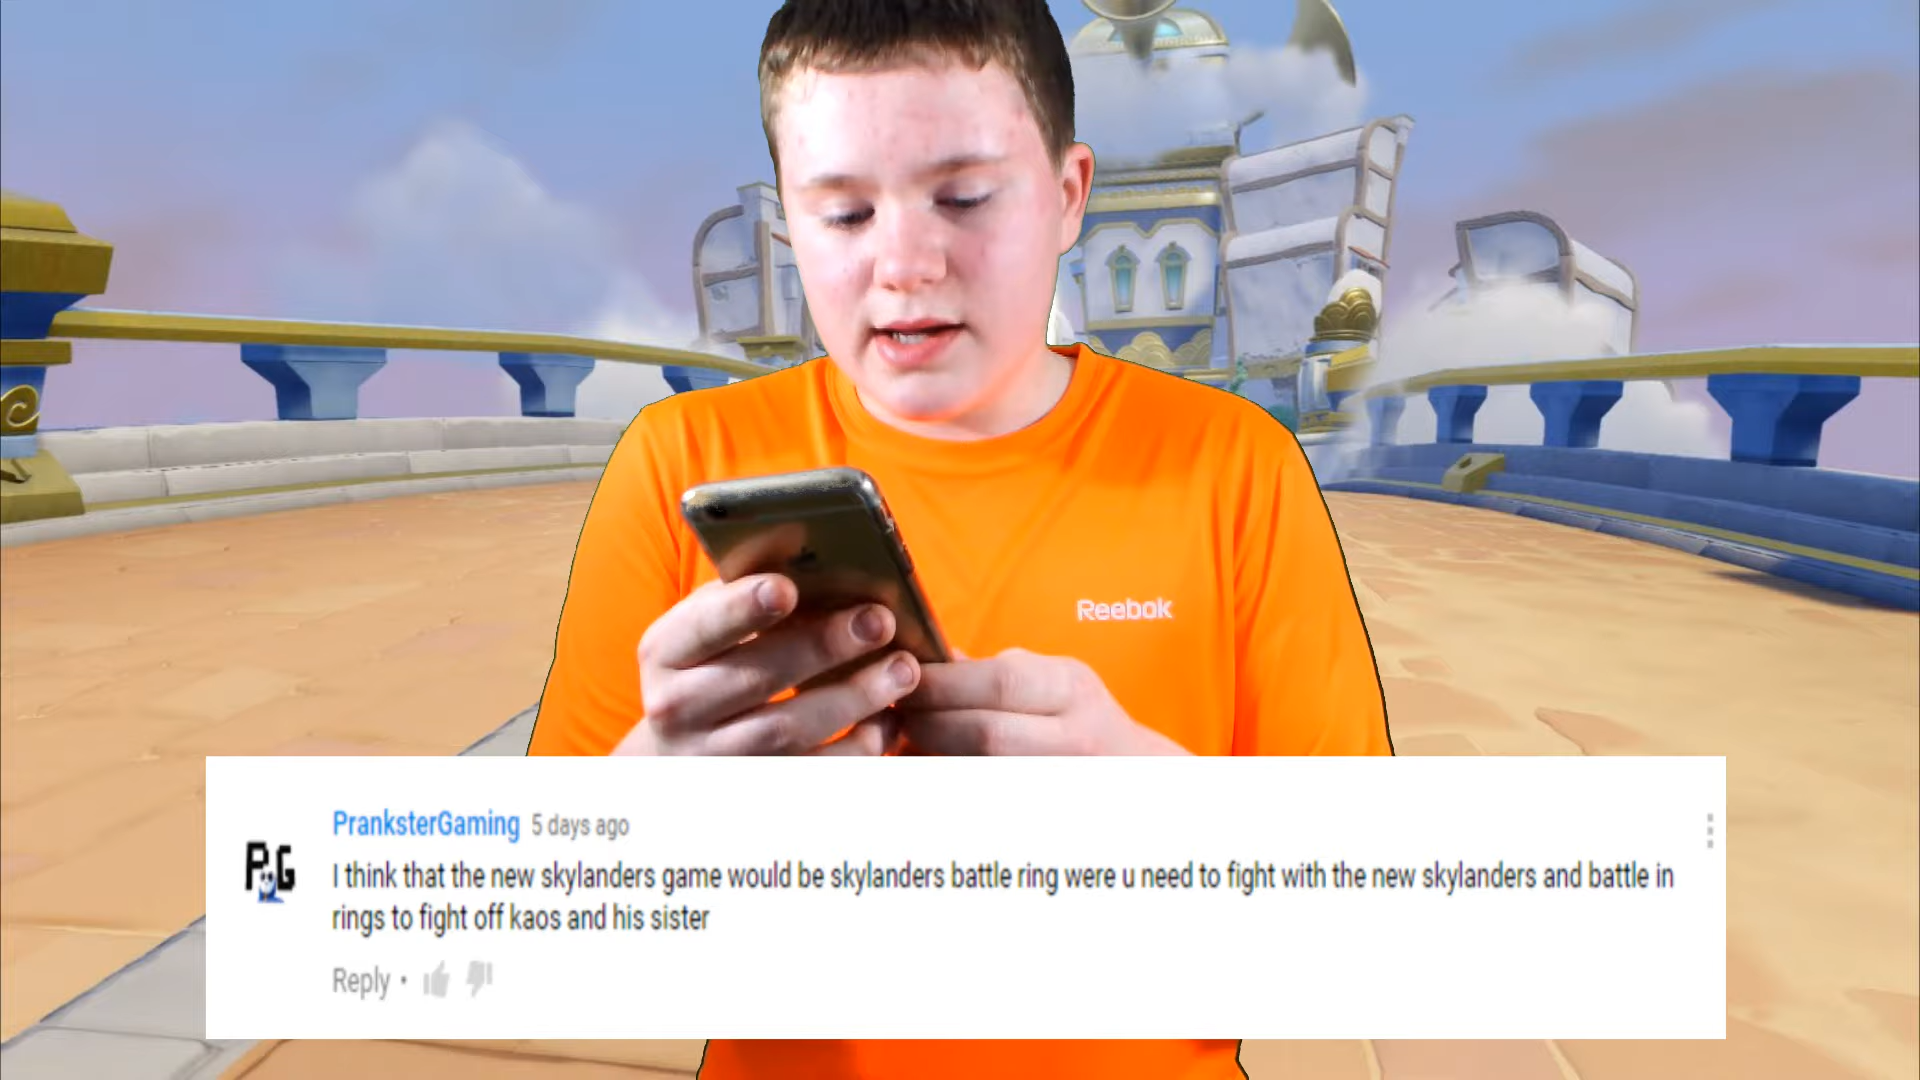 Reebok
PranksterGaming 5 days ago
PG
I think that the new skylanders game would be skylanders battle ring were u need to fight with the new skylanders and battle in
rings to fight off kaos and his sister
Reply •